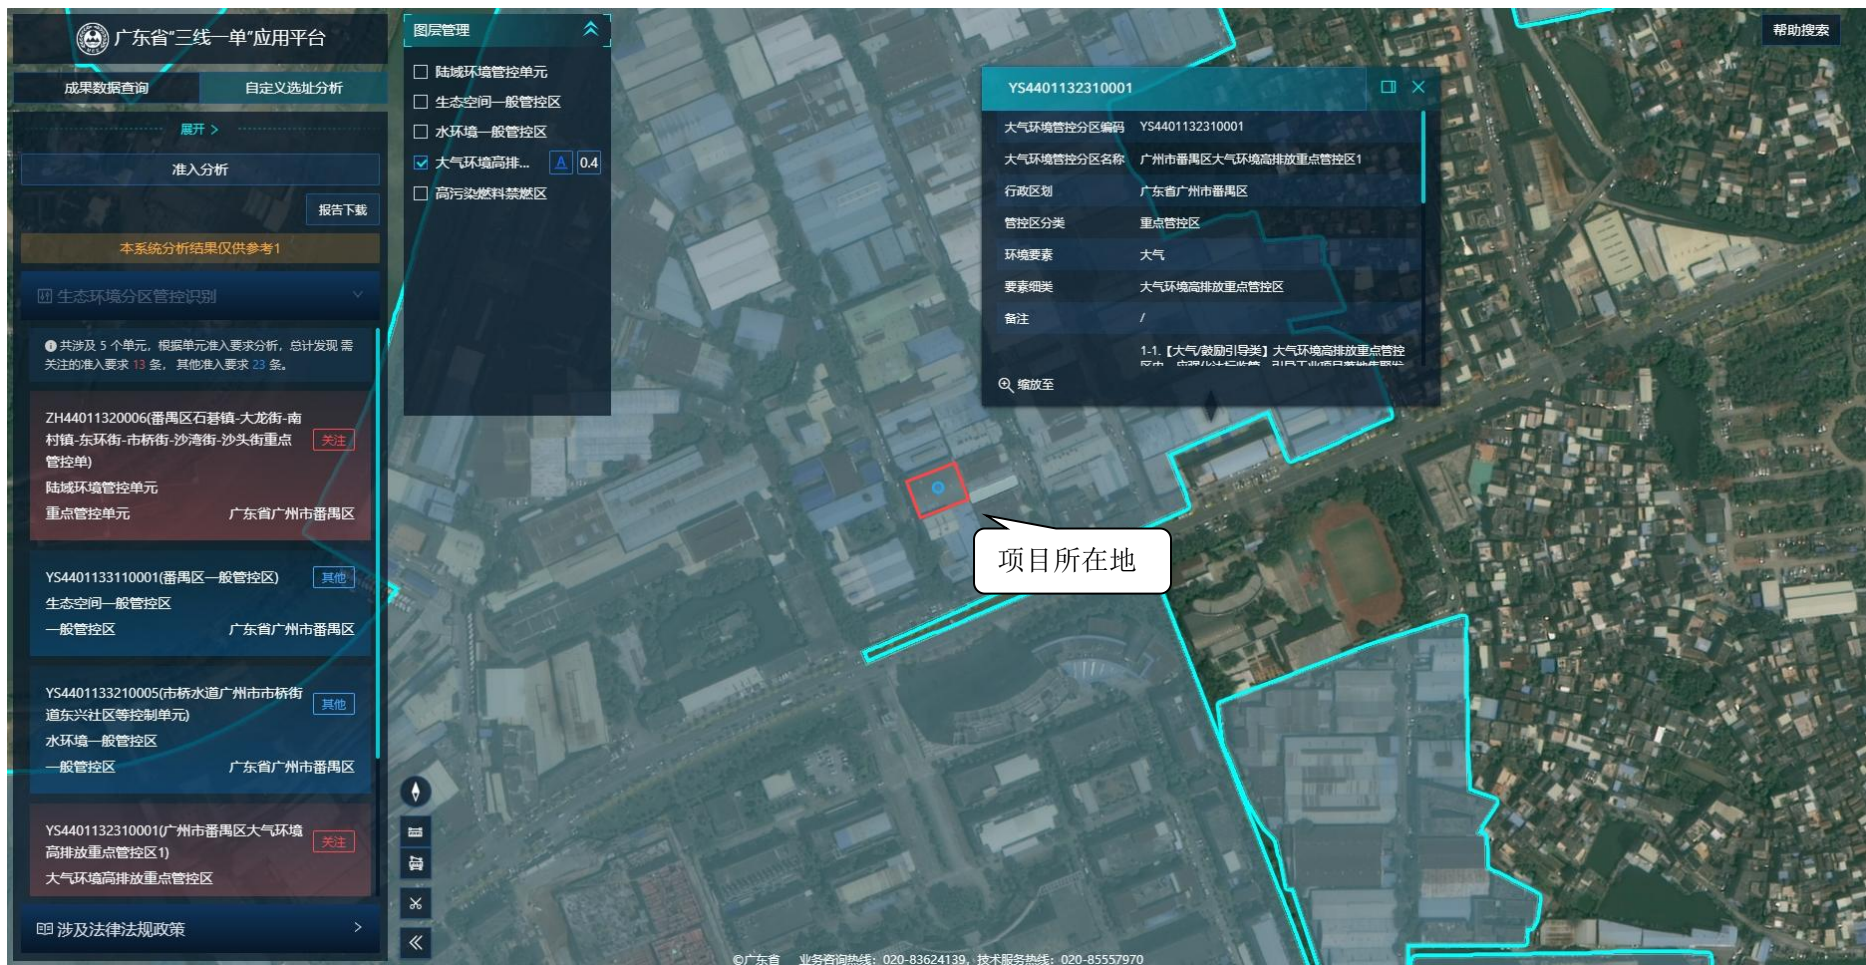 广东省“三线一单”应用平台
成果数据查询
自定义选址分析
展开 >
准入分析
报告下载
本系统分析结果仅供参考1
生态环境分区管控识别
共涉及 5 个单元，根据单元准入要求分析，总计发现 需
关注的准入要求 13 条， 其他准入要求 23 条。
ZH44011320006(番禺区石碁镇-大龙街-南
村镇-东环街-市桥街-沙湾街-沙头街重点
管控单)
关注
陆域环境管控单元
重点管控单元 广东省广州市番禺区
YS4401133110001(番禺区一般管控区)
其他
生态空间一般管控区
一般管控区 广东省广州市番禺区
YS4401133210005(市桥水道广州市市桥街
道东兴社区等控制单元)
其他
水环境一般管控区
一般管控区 广东省广州市番禺区
YS4401132310001(广州市番禺区大气环境
高排放重点管控区1)
关注
大气环境高排放重点管控区
涉及法律法规政策 >
图层管理
陆域环境管控单元
生态空间一般管控区
水环境一般管控区
大气环境高排... A 0.4
高污染燃料禁燃区
帮助搜索
YS4401132310001
大气环境管控分区编码 YS4401132310001
大气环境管控分区名称 广州市番禺区大气环境高排放重点管控区1
行政区划 广东省广州市番禺区
管控区分类 重点管控区
环境要素 大气
要素细类 大气环境高排放重点管控区
备注 /
1-1.【大气/鼓励引导类】大气环境高排放重点管控
区内，应强化达标监管，引导工业项目落地集聚发
缩放至
项目所在地
©广东省 业务咨询热线：020-83624139，技术服务热线：020-85557970